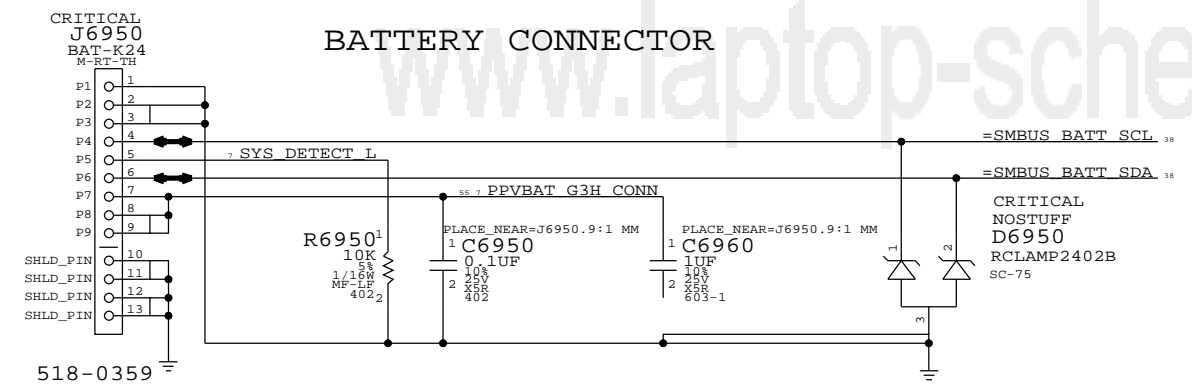 CRITICAL
J6950
BAT-K24
M-RT-TH
BATTERY CONNECTOR
www.laptop-sche
P1 1
P2 2
P3 3
P4 4
=SMBUS_BATT_SCL 38
P5 5
7 SYS_DETECT_L
P6 6
=SMBUS_BATT_SDA 38
P7 7
55 7 PPVBAT_G3H_CONN
P8 8
P9 9
SHLD_PIN 10
SHLD_PIN 11
SHLD_PIN 12
SHLD_PIN 13
518-0359
R6950 1
10K
5%
1/16W
MF-LF
402 2
PLACE_NEAR=J6950.9:1 MM
1 C6950
0.1UF
10%
25V
2 X5R
402
PLACE_NEAR=J6950.9:1 MM
1 C6960
1UF
10%
25V
2 X5R
603-1
CRITICAL
NOSTUFF
D6950
RCLAMP2402B
SC-75
1
2
3